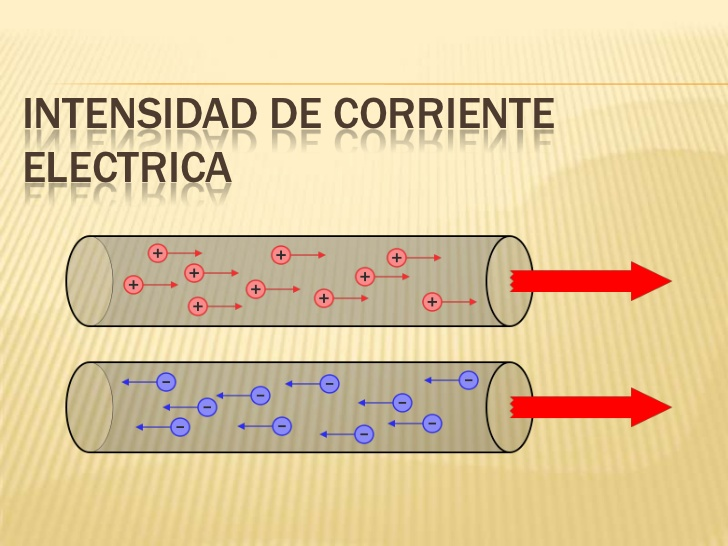 INTENSIDAD DE CORRIENTE
ELECTRICA